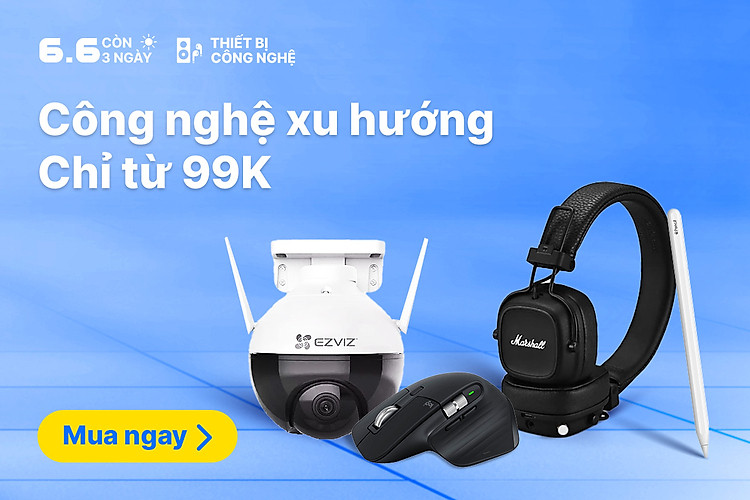 6.6 CÒN
3 NGÀY
THIẾT BỊ
CÔNG NGHỆ
Công nghệ xu hướng
Chỉ từ 99K
EZVIZ
Marshall
Mua ngay